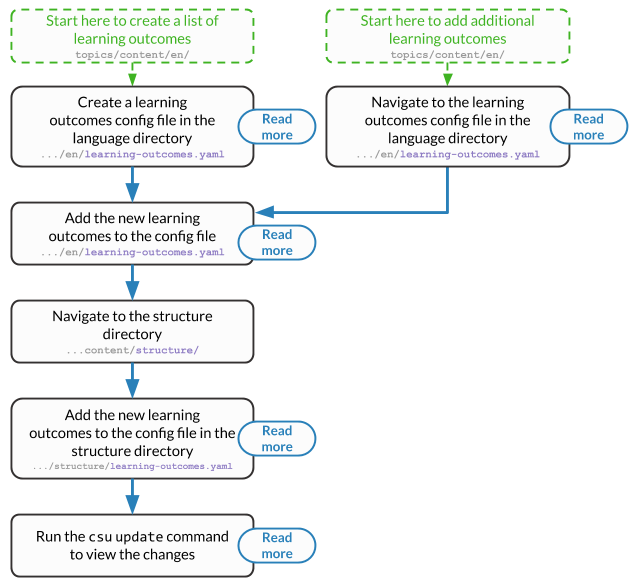 Start here to create a list of
learning outcomes
topics/content/en/
Start here to add additional
learning outcomes
topics/content/en/
Create a learning
outcomes config file in the
language directory
.../en/learning-outcomes.yaml
Read
more
Navigate to the learning
outcomes config file in the
language directory
.../en/learning-outcomes.yaml
Read
more
Add the new learning
outcomes to the config file
.../en/learning-outcomes.yaml
Read
more
Navigate to the structure
directory
...content/structure/
Add the new learning
outcomes to the config file in the
structure directory
.../structure/learning-outcomes.yaml
Read
more
Run the csu update command
to view the changes
Read
more